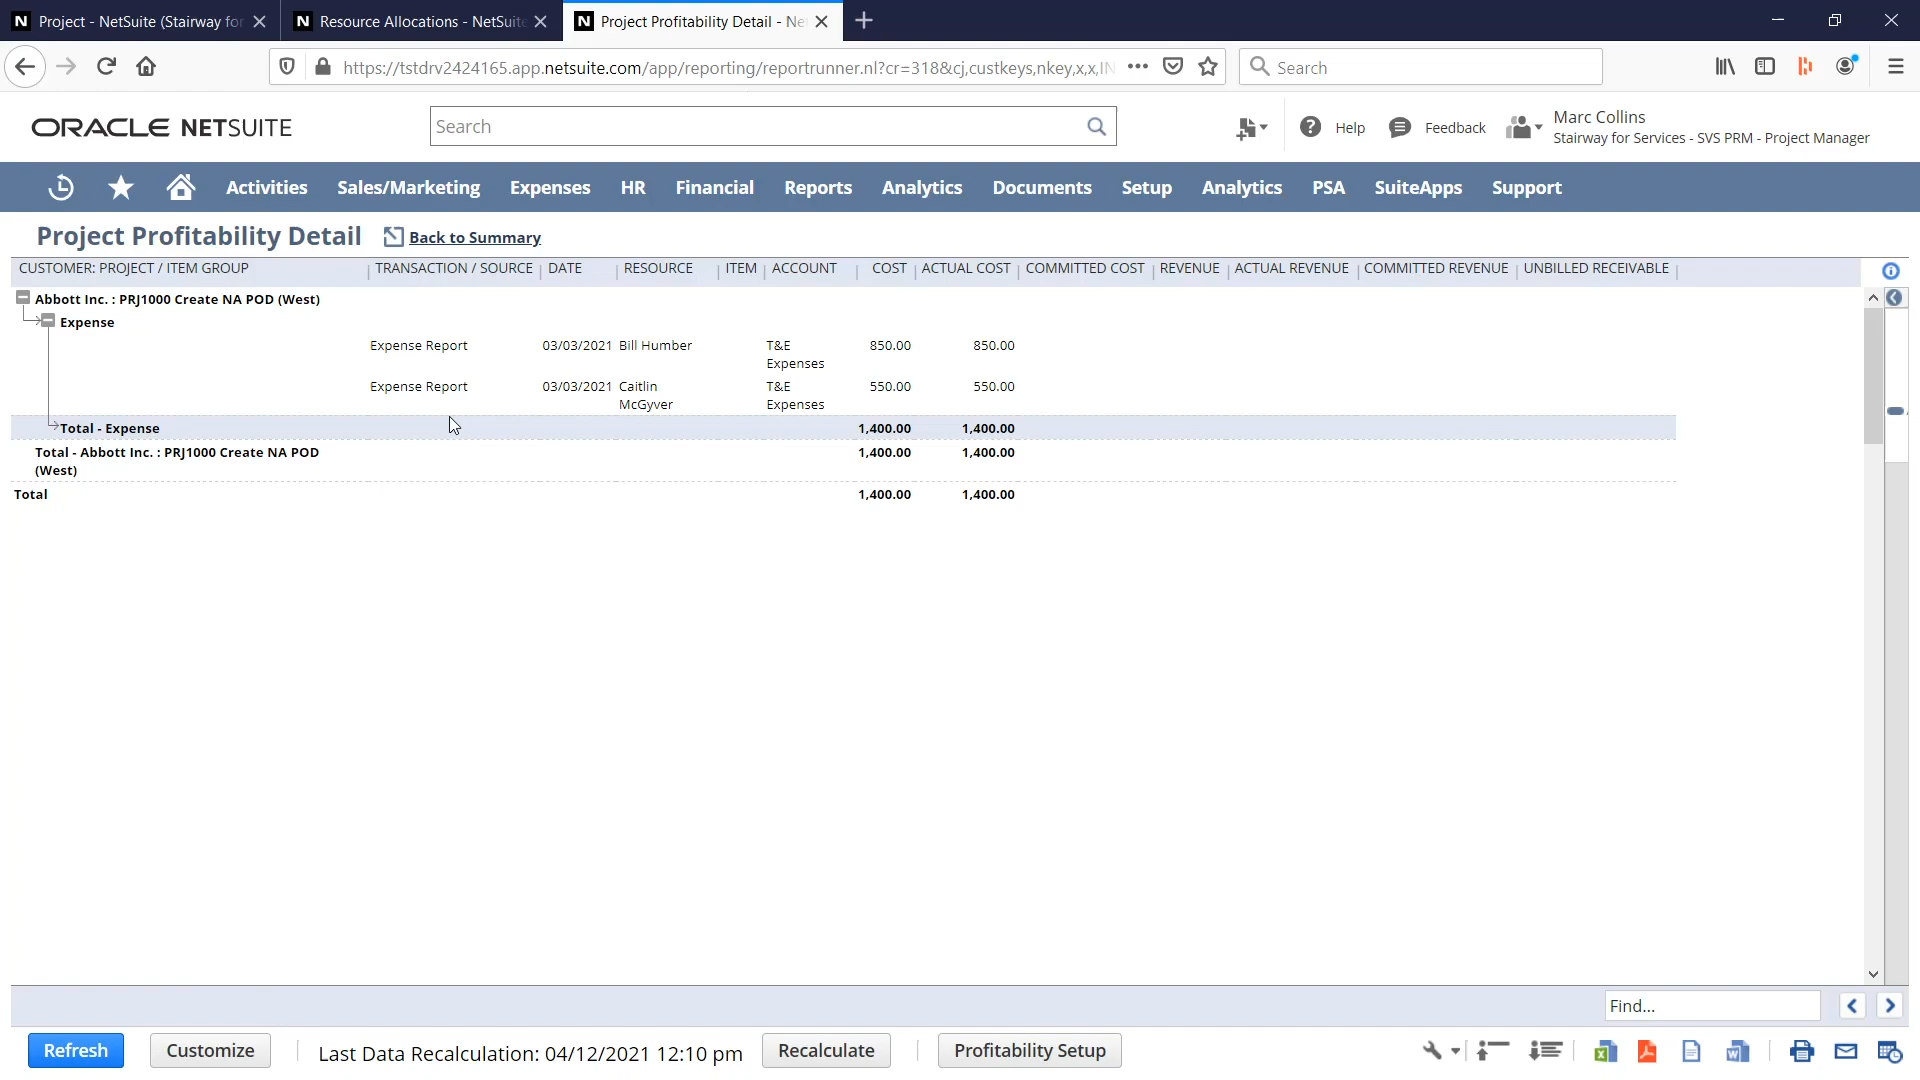 Project - NetSuite (Stairway for
Resource Allocations - NetSuite
Project Profitability Detail - Ne
https://tstdrv2424165.app.netsuite.com/app/reporting/reportrunner.nl?cr=318&cj,custkeys,nkey,x,x,IN
Search
ORACLE NETSUITE
Search
Help
Feedback
Marc Collins
Stairway for Services - SVS PRM - Project Manager
Activities Sales/Marketing Expenses HR Financial Reports Analytics Documents Setup Analytics PSA SuiteApps Support
Project Profitability Detail Back to Summary
CUSTOMER: PROJECT / ITEM GROUP TRANSACTION / SOURCE DATE RESOURCE ITEM ACCOUNT COST ACTUAL COST COMMITTED COST REVENUE ACTUAL REVENUE COMMITTED REVENUE UNBILLED RECEIVABLE
Abbott Inc. : PRJ1000 Create NA POD (West)
Expense
Expense Report 03/03/2021 Bill Humber T&E 850.00 850.00
Expenses
Expense Report 03/03/2021 Caitlin T&E 550.00 550.00
McGyver Expenses
Total - Expense 1,400.00 1,400.00
Total - Abbott Inc. : PRJ1000 Create NA POD 1,400.00 1,400.00
(West)
Total 1,400.00 1,400.00
Find...
Refresh Customize Last Data Recalculation: 04/12/2021 12:10 pm Recalculate Profitability Setup